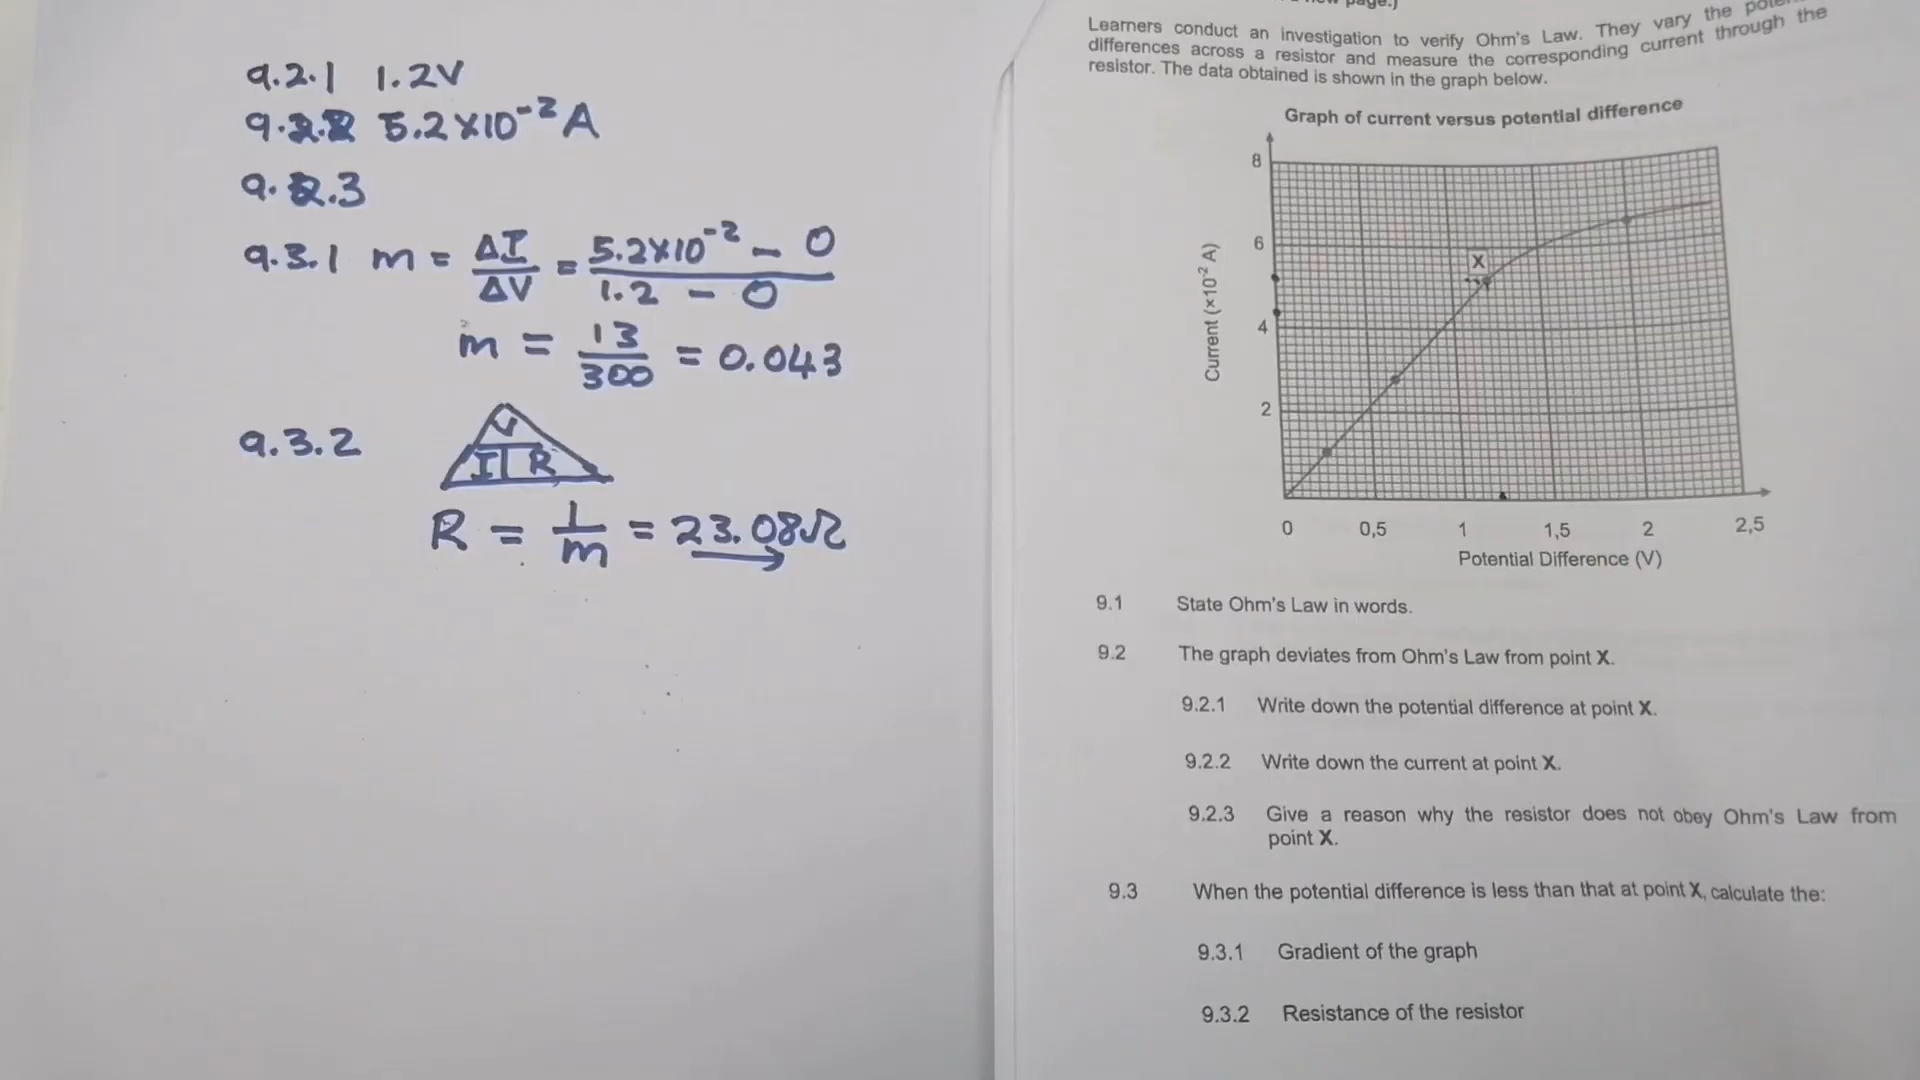 9.2.1 1.2V
9.2.2 5.2×10⁻² A
9.2.3
9.3.1 m = ΔI/ΔV = (5.2×10⁻² - 0)/(1.2 - 0)
m = 13/300 = 0.043
9.3.2
V
I R
R = 1/m = 23.08Ω
page.)
Learners conduct an investigation to verify Ohm's Law. They vary the
differences across a resistor and measure the corresponding current through the
resistor. The data obtained is shown in the graph below.
Graph of current versus potential difference
8
6
4
2
Current (×10⁻² A)
X
0 0,5 1 1,5 2 2,5
Potential Difference (V)
9.1 State Ohm's Law in words.
9.2 The graph deviates from Ohm's Law from point X.
9.2.1 Write down the potential difference at point X.
9.2.2 Write down the current at point X.
9.2.3 Give a reason why the resistor does not obey Ohm's Law from
point X.
9.3 When the potential difference is less than that at point X, calculate the:
9.3.1 Gradient of the graph
9.3.2 Resistance of the resistor